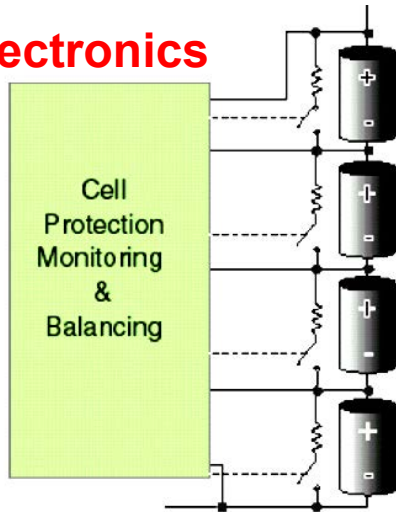 ectronics
Cell
Protection
Monitoring
&
Balancing
+
-
+
-
+
-
+
-